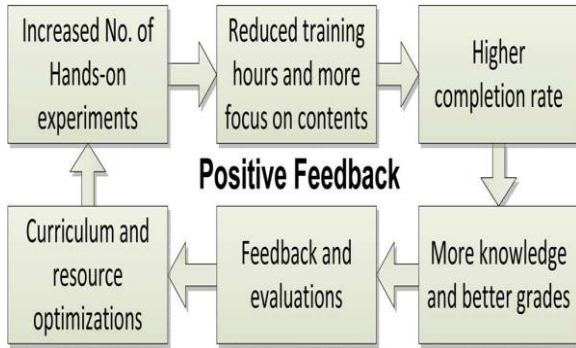 Increased No. of
Hands-on
experiments
Reduced training
hours and more
focus on contents
Higher
completion rate
Positive Feedback
Curriculum and
resource
optimizations
Feedback and
evaluations
More knowledge
and better grades